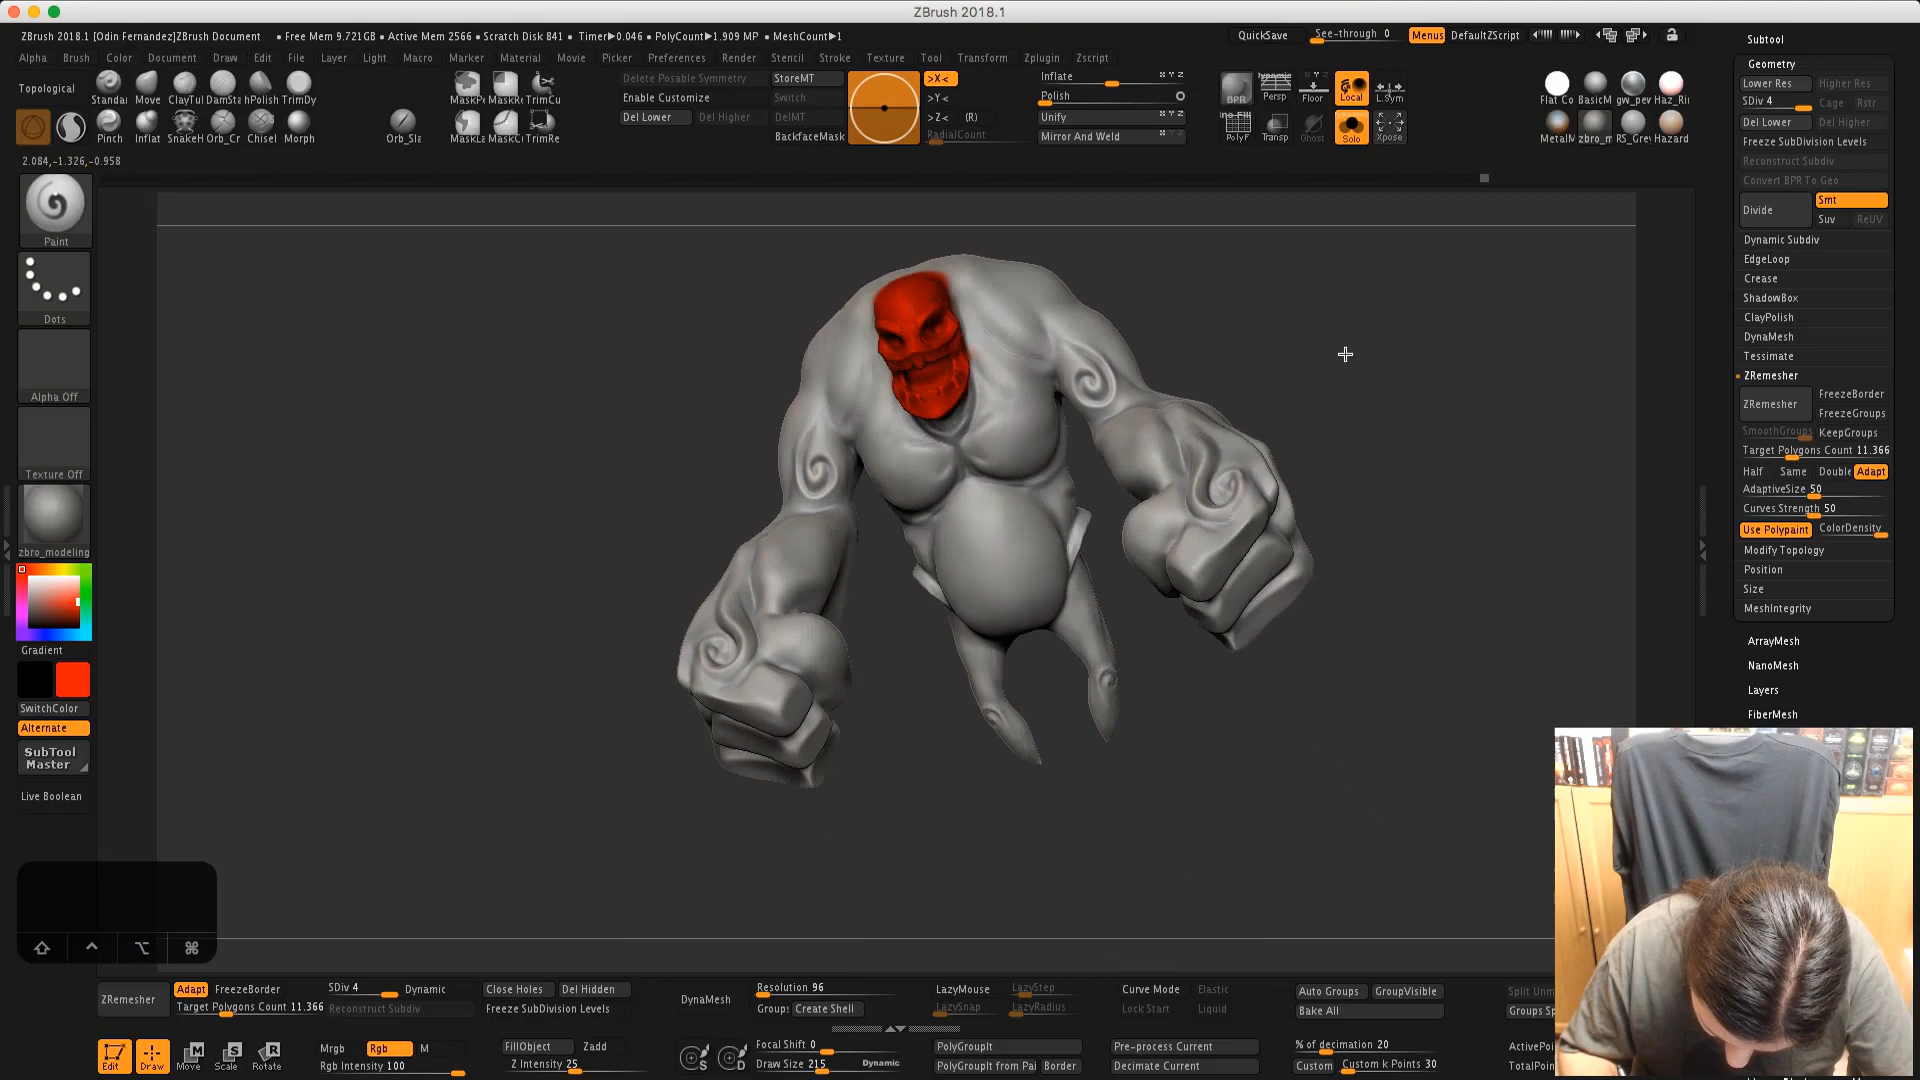 ZBrush 2018.1
ZBrush 2018.1 [Odin Fernandez]ZBrush Document • Free Mem 9.721GB • Active Mem 2566 • Scratch Disk 841 • Timer▶0.046 • PolyCount▶1.909 MP • MeshCount▶1
QuickSave See-through 0 Menus DefaultZScript
Alpha Brush Color Document Draw Edit File Layer Light Macro Marker Material Movie Picker Preferences Render Stencil Stroke Texture Tool Transform Zplugin Zscript
Topological
Standar Move ClayTul DamSta hPolish TrimDy
Pinch Inflat SnakeH Orb_Cr Chisel Morph
Orb_Sla
MaskPe MaskRe TrimCu
MaskLa MaskCi TrimRe
Delete Posable Symmetry StoreMT
Enable Customize Switch
Del Lower Del Higher DelMT
BackfaceMask
>X<
>Y<
>Z< (R)
RadialCount
Inflate X Y Z
Polish
Unify X Y Z
Mirror And Weld
BPR Persp Floor Local L.Sym
PolyF Transp Ghost Solo Xpose
Flat Co BasicM gw_pev Haz_Ri
MetalM zbro_m RS_Gre Hazard
2.084,-1.326,-0.958
Paint
Dots
Alpha Off
Texture Off
zbro_modeling
Gradient
SwitchColor
Alternate
SubTool
Master
Live Boolean
Subtool
Geometry
Lower Res Higher Res
SDiv 4 Cage Rstr
Del Lower Del Higher
Freeze SubDivision Levels
Reconstruct Subdiv
Convert BPR To Geo
Divide Smt
Suv ReUV
Dynamic Subdiv
EdgeLoop
Crease
ShadowBox
ClayPolish
DynaMesh
Tessimate
ZRemesher
ZRemesher FreezeBorder
FreezeGroups
SmoothGroups KeepGroups
Target Polygons Count 11.366
Half Same Double Adapt
AdaptiveSize 50
Curves Strength 50
Use Polypaint ColorDensity
Modify Topology
Position
Size
MeshIntegrity
ArrayMesh
NanoMesh
Layers
FiberMesh
ZRemesher Adapt FreezeBorder
Target Polygons Count 11.366
SDiv 4 Dynamic
Reconstruct Subdiv
Close Holes Del Hidden
Freeze SubDivision Levels
DynaMesh
Resolution 96
Groups Create Shell
LazyMouse LazyStep
LazySnap LazyRadius
Curve Mode Elastic
Lock Start Liquid
Auto Groups GroupVisible
Bake All
Split Unm
Groups Sp
Edit Draw Move Scale Rotate
Mrgb Rgb M
Rgb Intensity 100
FillObject Zadd
Z Intensity 25
S D
Focal Shift 0
Draw Size 215 Dynamic
PolyGroupIt
PolyGroupIt from Pai Border
Pre-process Current
Decimate Current
% of decimation 20
Custom Custom k Points 30
ActivePoi
TotalPoin